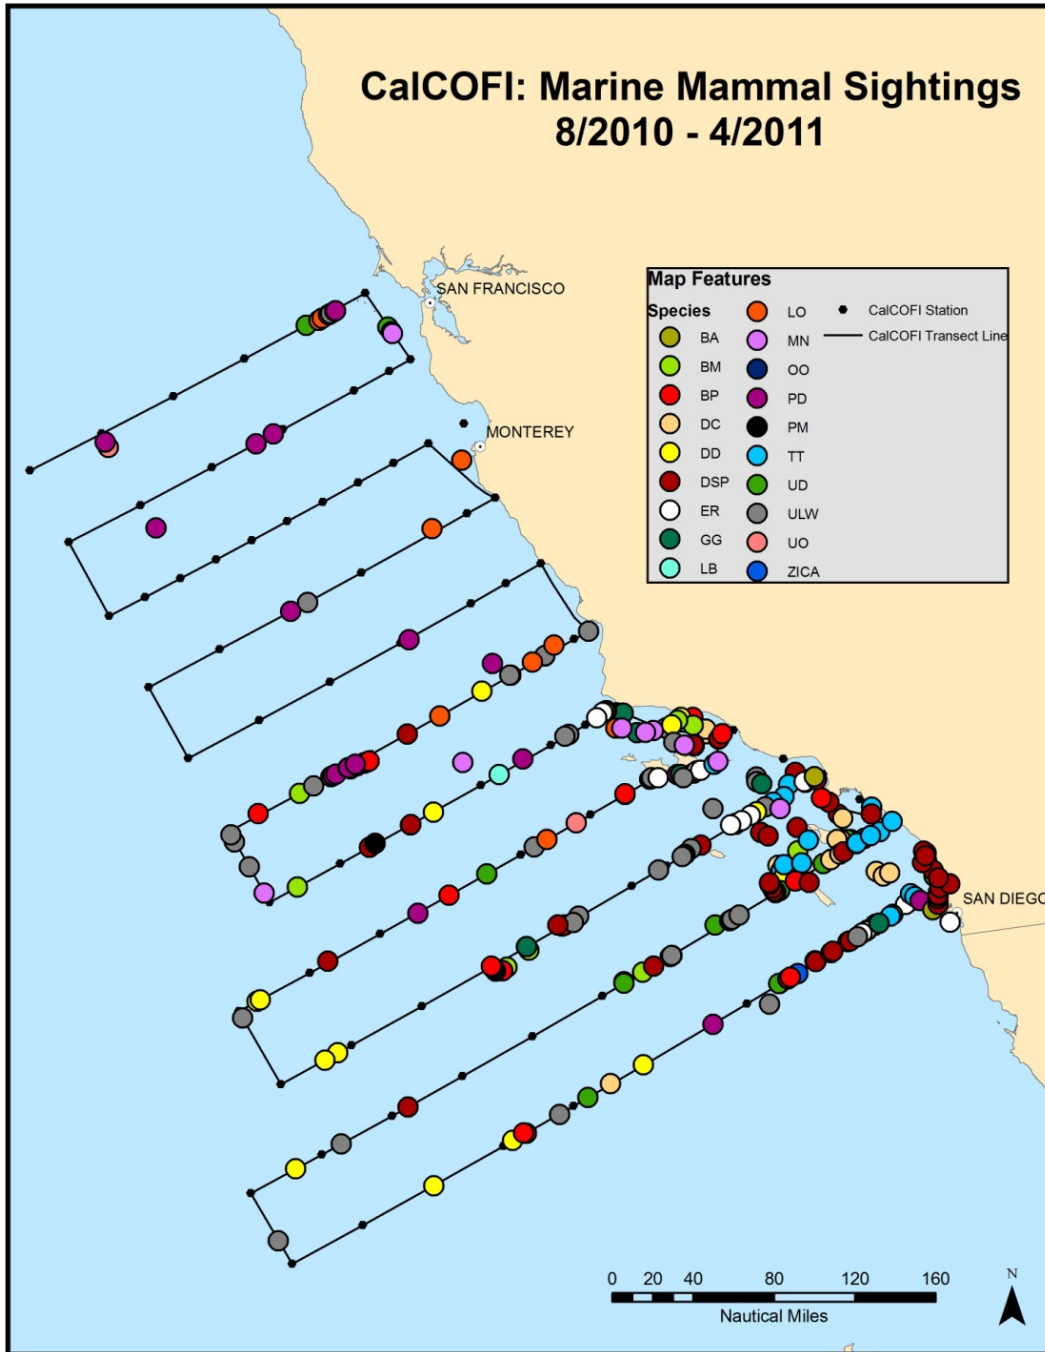 CalCOFI: Marine Mammal Sightings
8/2010 - 4/2011
SAN FRANCISCO
MONTEREY
SAN DIEGO
Map Features
Species
BA
BM
BP
DC
DD
DSP
ER
GG
LB
LO
MN
OO
PD
PM
TT
UD
ULW
UO
ZICA
CalCOFI Station
CalCOFI Transect Line
0 20 40 80 120 160
Nautical Miles
N